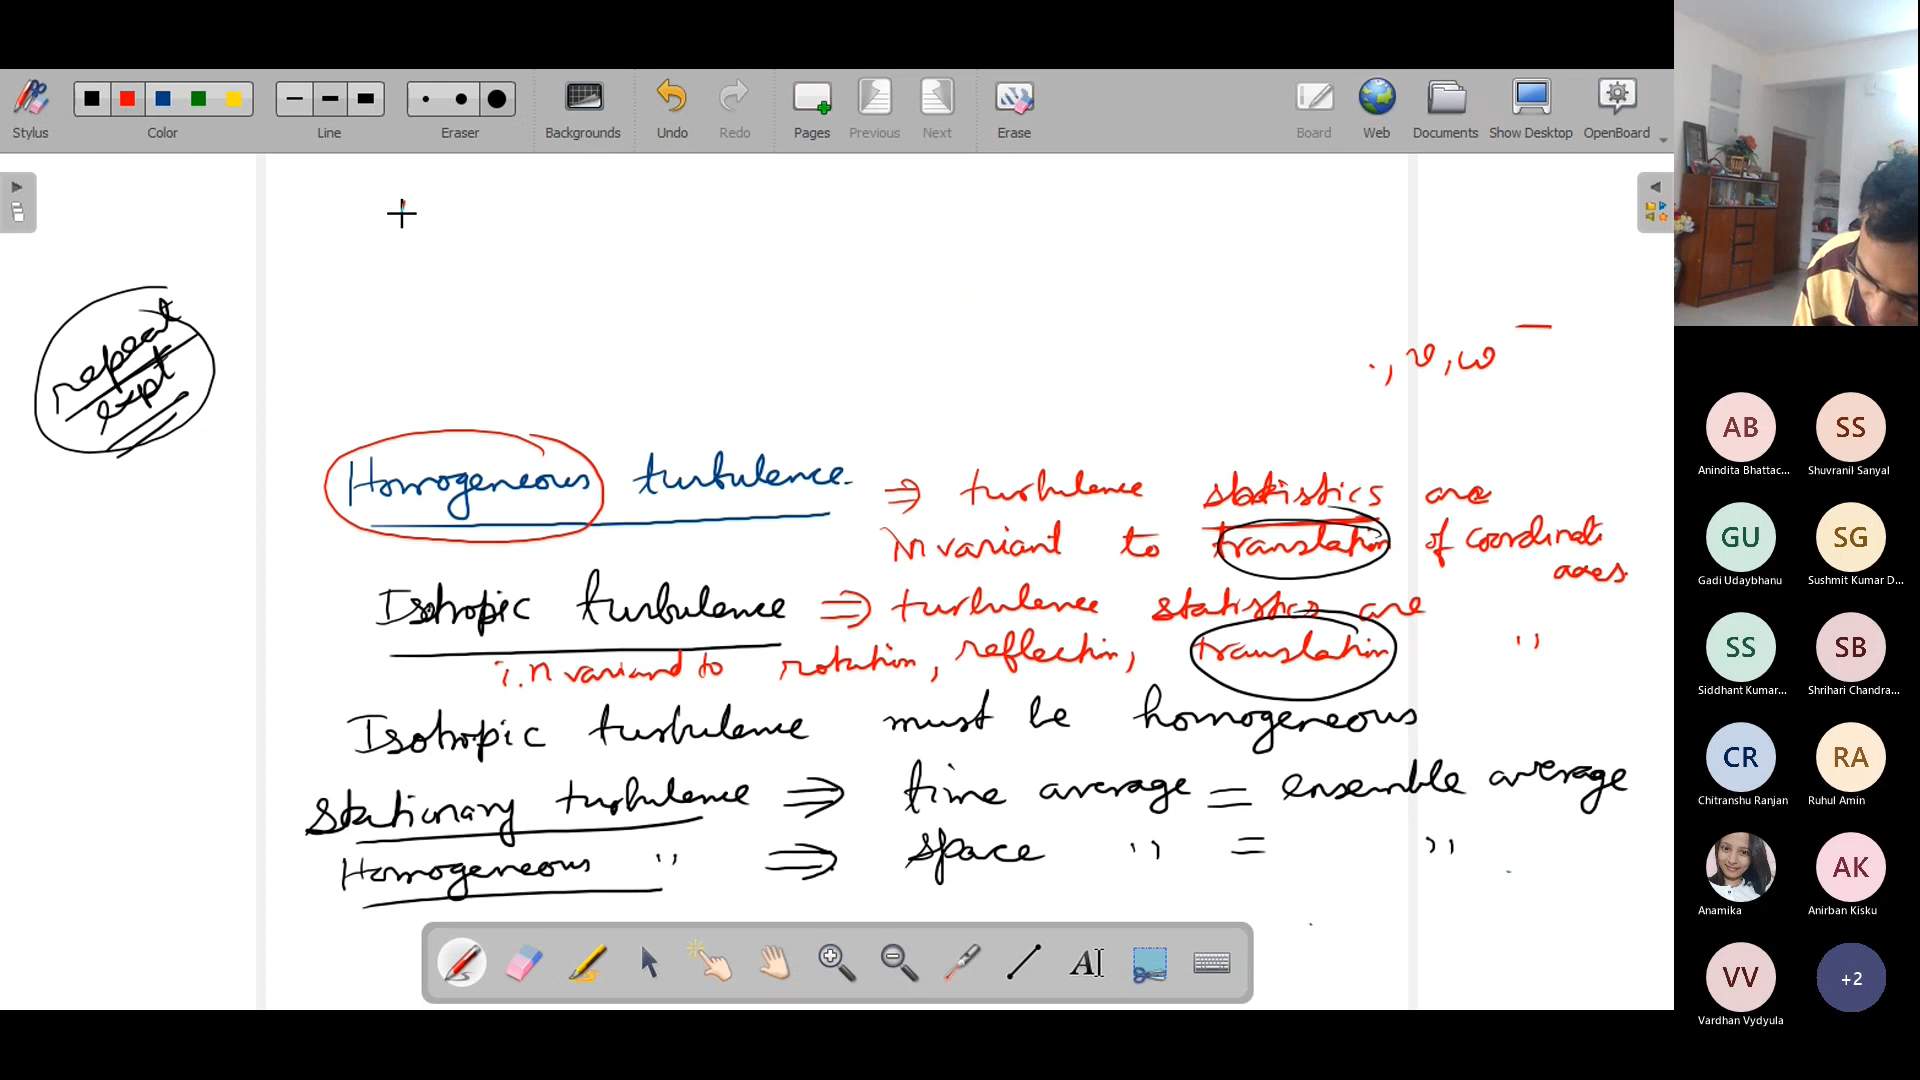 Stylus
Color
Line
Eraser
Backgrounds
Undo
Redo
Pages
Previous
Next
Erase
Board
Web
Documents
Show Desktop
OpenBoard
repeat
expt
., v, w
Homogeneous turbulence. ⇒ turbulence statistics are
invariant to translation of coordinate
axes.
Isotropic turbulence ⇒ turbulence statistics are
invariant to rotation, reflection, translation "
Isotropic turbulence must be homogeneous
Stationary turbulence ⇒ time average = ensemble average
Homogeneous " ⇒ space " = "
AB
SS
Anindita Bhattac...
Shuvranil Sanyal
GU
SG
Gadi Udaybhanu
Sushmit Kumar D...
SS
SB
Siddhant Kumar...
Shrihari Chandra...
CR
RA
Chitranshu Ranjan
Ruhul Amin
AK
Anamika
Anirban Kisku
VV
+2
Vardhan Vydyula